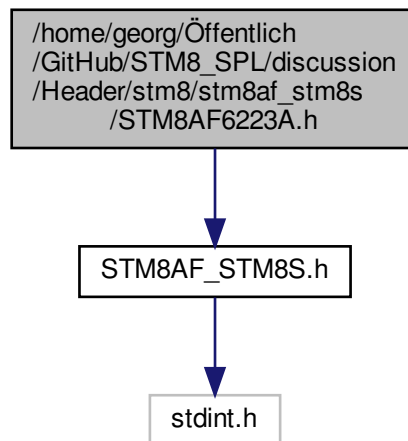 /home/georg/Öffentlich
/GitHub/STM8_SPL/discussion
/Header/stm8/stm8af_stm8s
/STM8AF6223A.h
STM8AF_STM8S.h
stdint.h